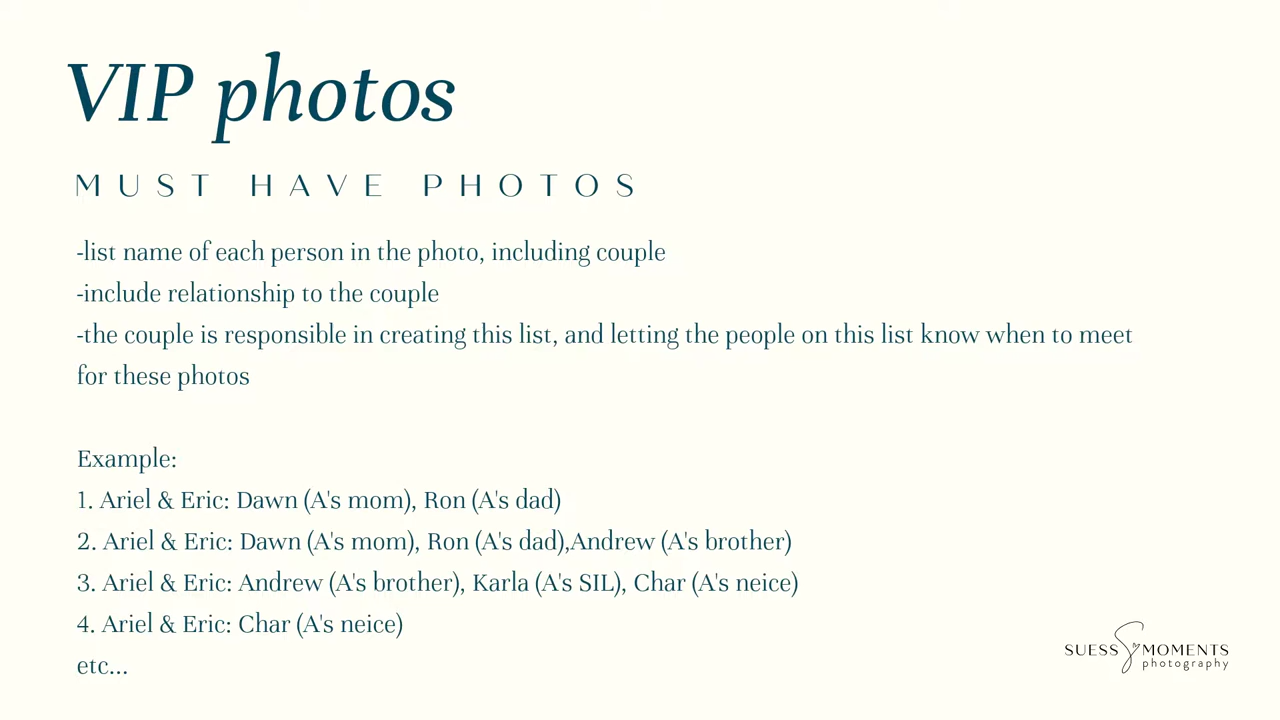 VIP photos
MUST HAVE PHOTOS
-list name of each person in the photo, including couple
-include relationship to the couple
-the couple is responsible in creating this list, and letting the people on this list know when to meet
for these photos
Example:
1. Ariel & Eric: Dawn (A's mom), Ron (A's dad)
2. Ariel & Eric: Dawn (A's mom), Ron (A's dad),Andrew (A's brother)
3. Ariel & Eric: Andrew (A's brother), Karla (A's SIL), Char (A's neice)
4. Ariel & Eric: Char (A's neice)
etc...
SUESS MOMENTS
photography